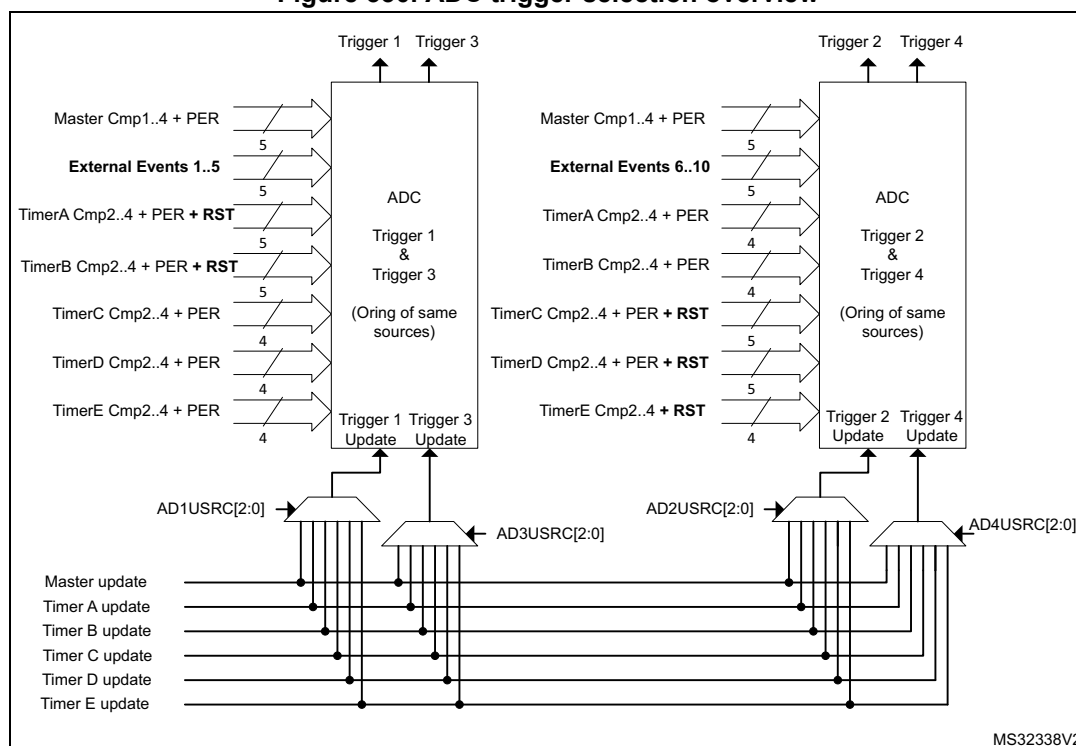 Trigger 1 Trigger 3
Master Cmp1..4 + PER
5
External Events 1..5
5
TimerA Cmp2..4 + PER + RST
5
TimerB Cmp2..4 + PER + RST
5
TimerC Cmp2..4 + PER
4
TimerD Cmp2..4 + PER
4
TimerE Cmp2..4 + PER
4
ADC
Trigger 1
&
Trigger 3
(Oring of same
sources)
Trigger 1 Trigger 3
Update Update
Trigger 2 Trigger 4
Master Cmp1..4 + PER
5
External Events 6..10
5
TimerA Cmp2..4 + PER
4
TimerB Cmp2..4 + PER
4
TimerC Cmp2..4 + PER + RST
5
TimerD Cmp2..4 + PER + RST
5
TimerE Cmp2..4 + RST
4
ADC
Trigger 2
&
Trigger 4
(Oring of same
sources)
Trigger 2 Trigger 4
Update Update
AD1USRC[2:0]
AD3USRC[2:0]
AD2USRC[2:0]
AD4USRC[2:0]
Master update
Timer A update
Timer B update
Timer C update
Timer D update
Timer E update
MS32338V2